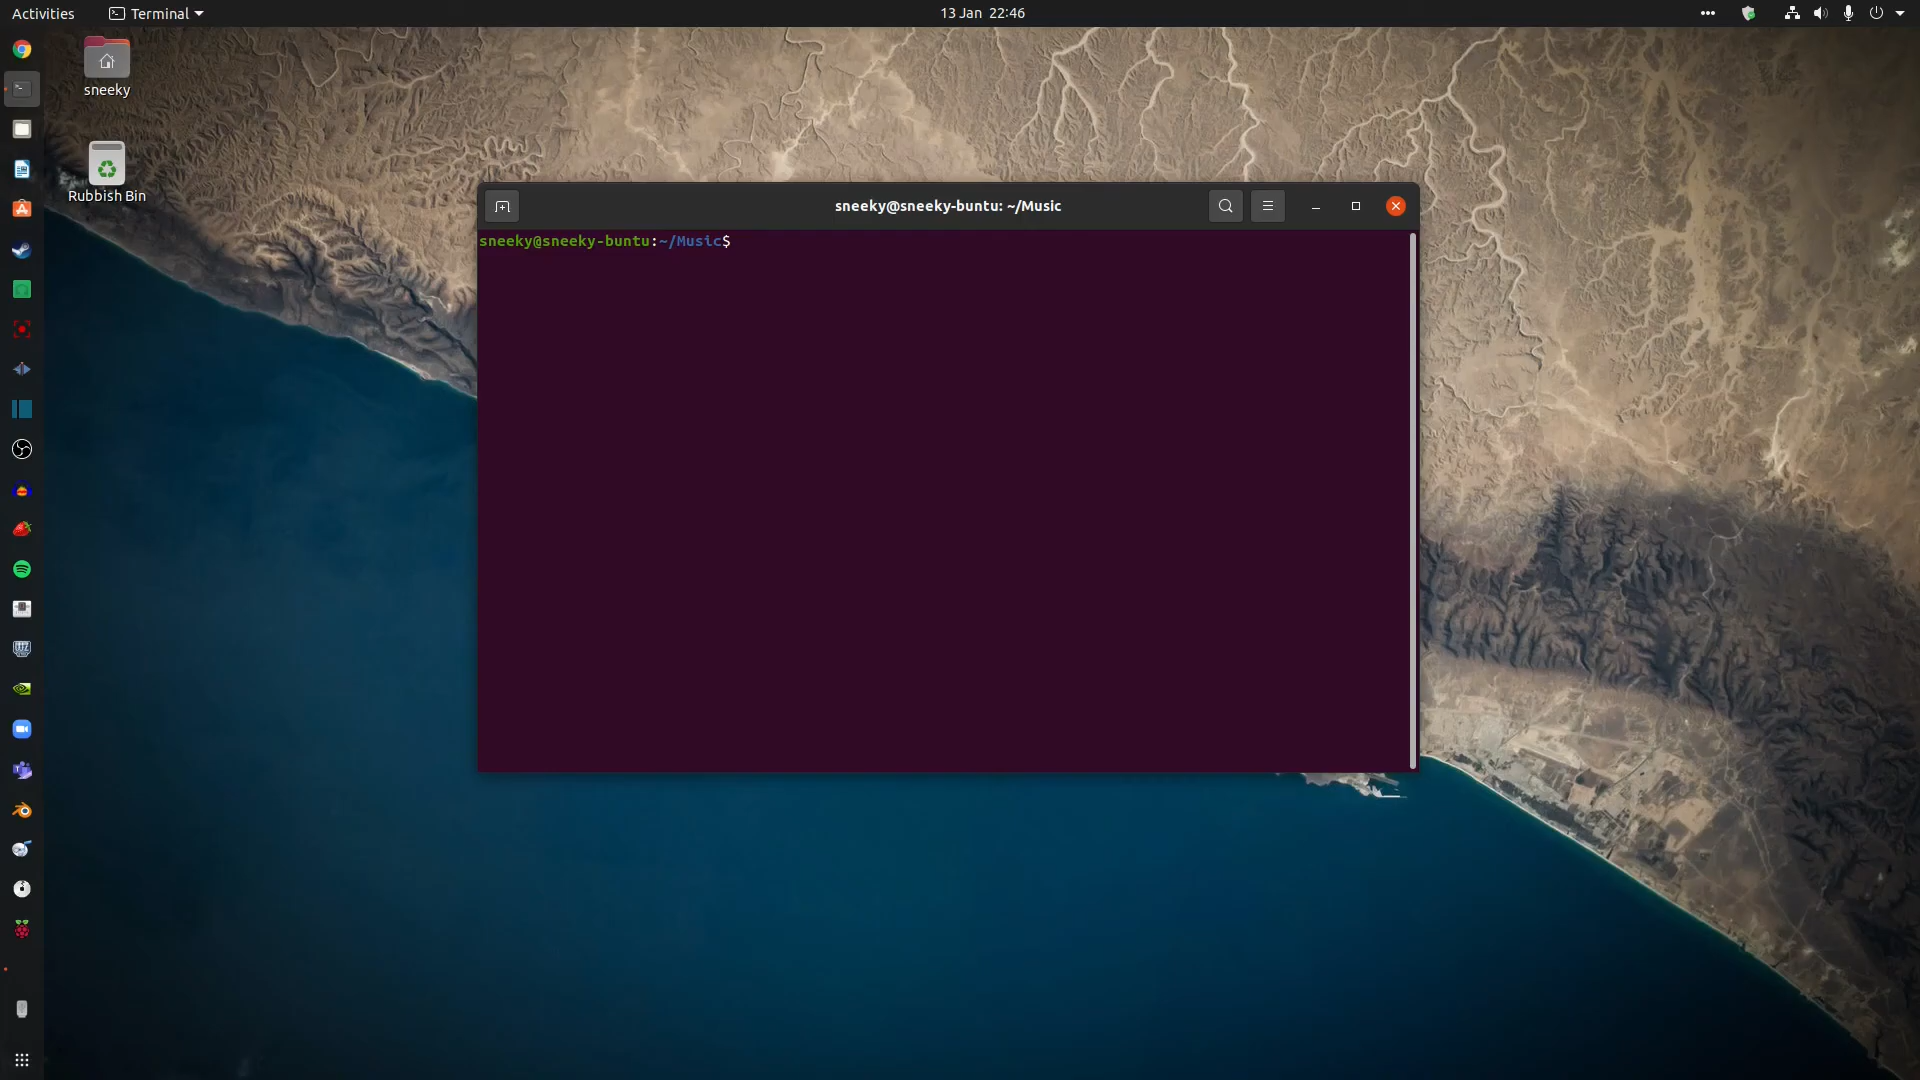 Activities
Terminal
13 Jan 22:46
sneeky
Rubbish Bin
sneeky@sneeky-buntu: ~/Music
sneeky@sneeky-buntu:~/Music$